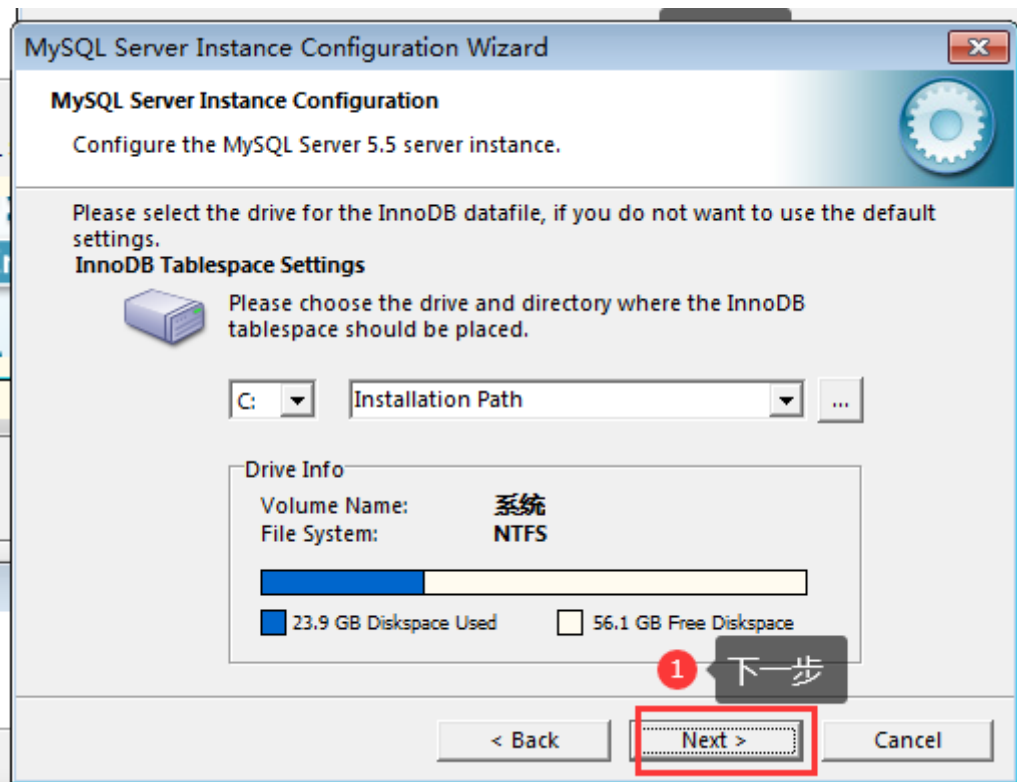 MySQL Server Instance Configuration Wizard
MySQL Server Instance Configuration
Configure the MySQL Server 5.5 server instance.
Please select the drive for the InnoDB datafile, if you do not want to use the default
settings.
InnoDB Tablespace Settings
Please choose the drive and directory where the InnoDB
tablespace should be placed.
C: Installation Path ...
Drive Info
Volume Name: 系统
File System: NTFS
23.9 GB Diskspace Used 56.1 GB Free Diskspace
1 下一步
< Back Next > Cancel